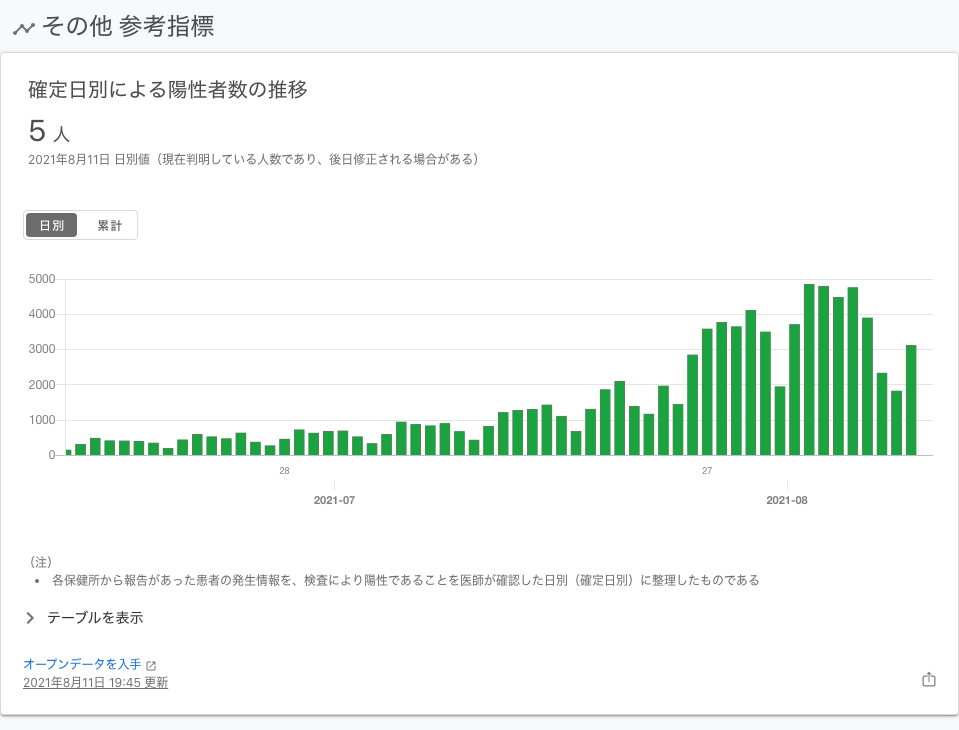 その他 参考指標
確定日別による陽性者数の推移
5 人
2021年8月11日 日別値（現在判明している人数であり、後日修正される場合がある）
日別 累計
5000
4000
3000
2000
1000
0
28 27
2021-07 2021-08
（注）
• 各保健所から報告があった患者の発生情報を、検査により陽性であることを医師が確認した日別（確定日別）に整理したものである
テーブルを表示
オープンデータを入手
2021年8月11日 19:45 更新